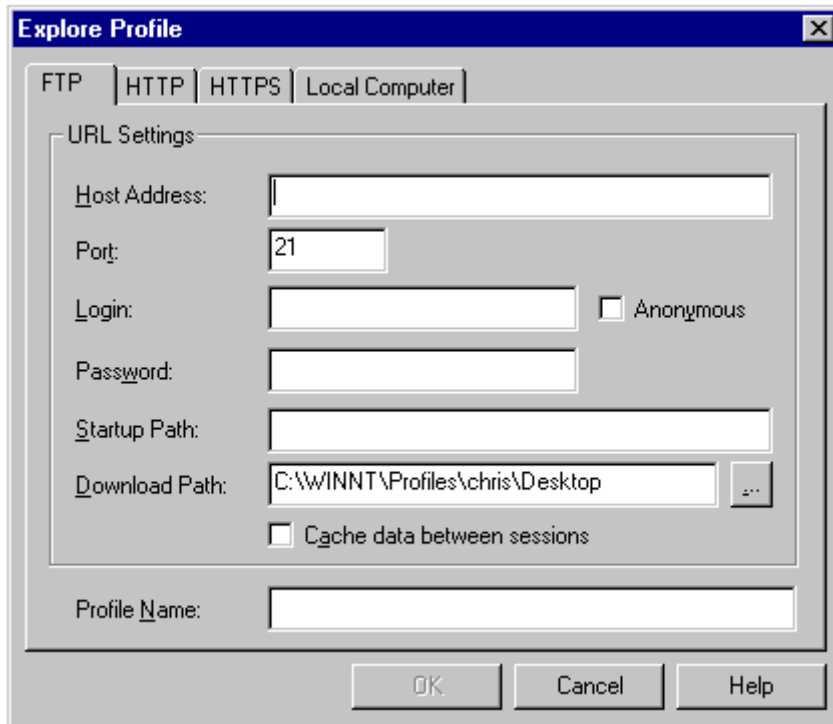 Explore Profile
FTP HTTP HTTPS Local Computer
URL Settings
Host Address:
Port: 21
Login: Anonymous
Password:
Startup Path:
Download Path: C:\WINNT\Profiles\chris\Desktop ...
Cache data between sessions
Profile Name:
OK Cancel Help